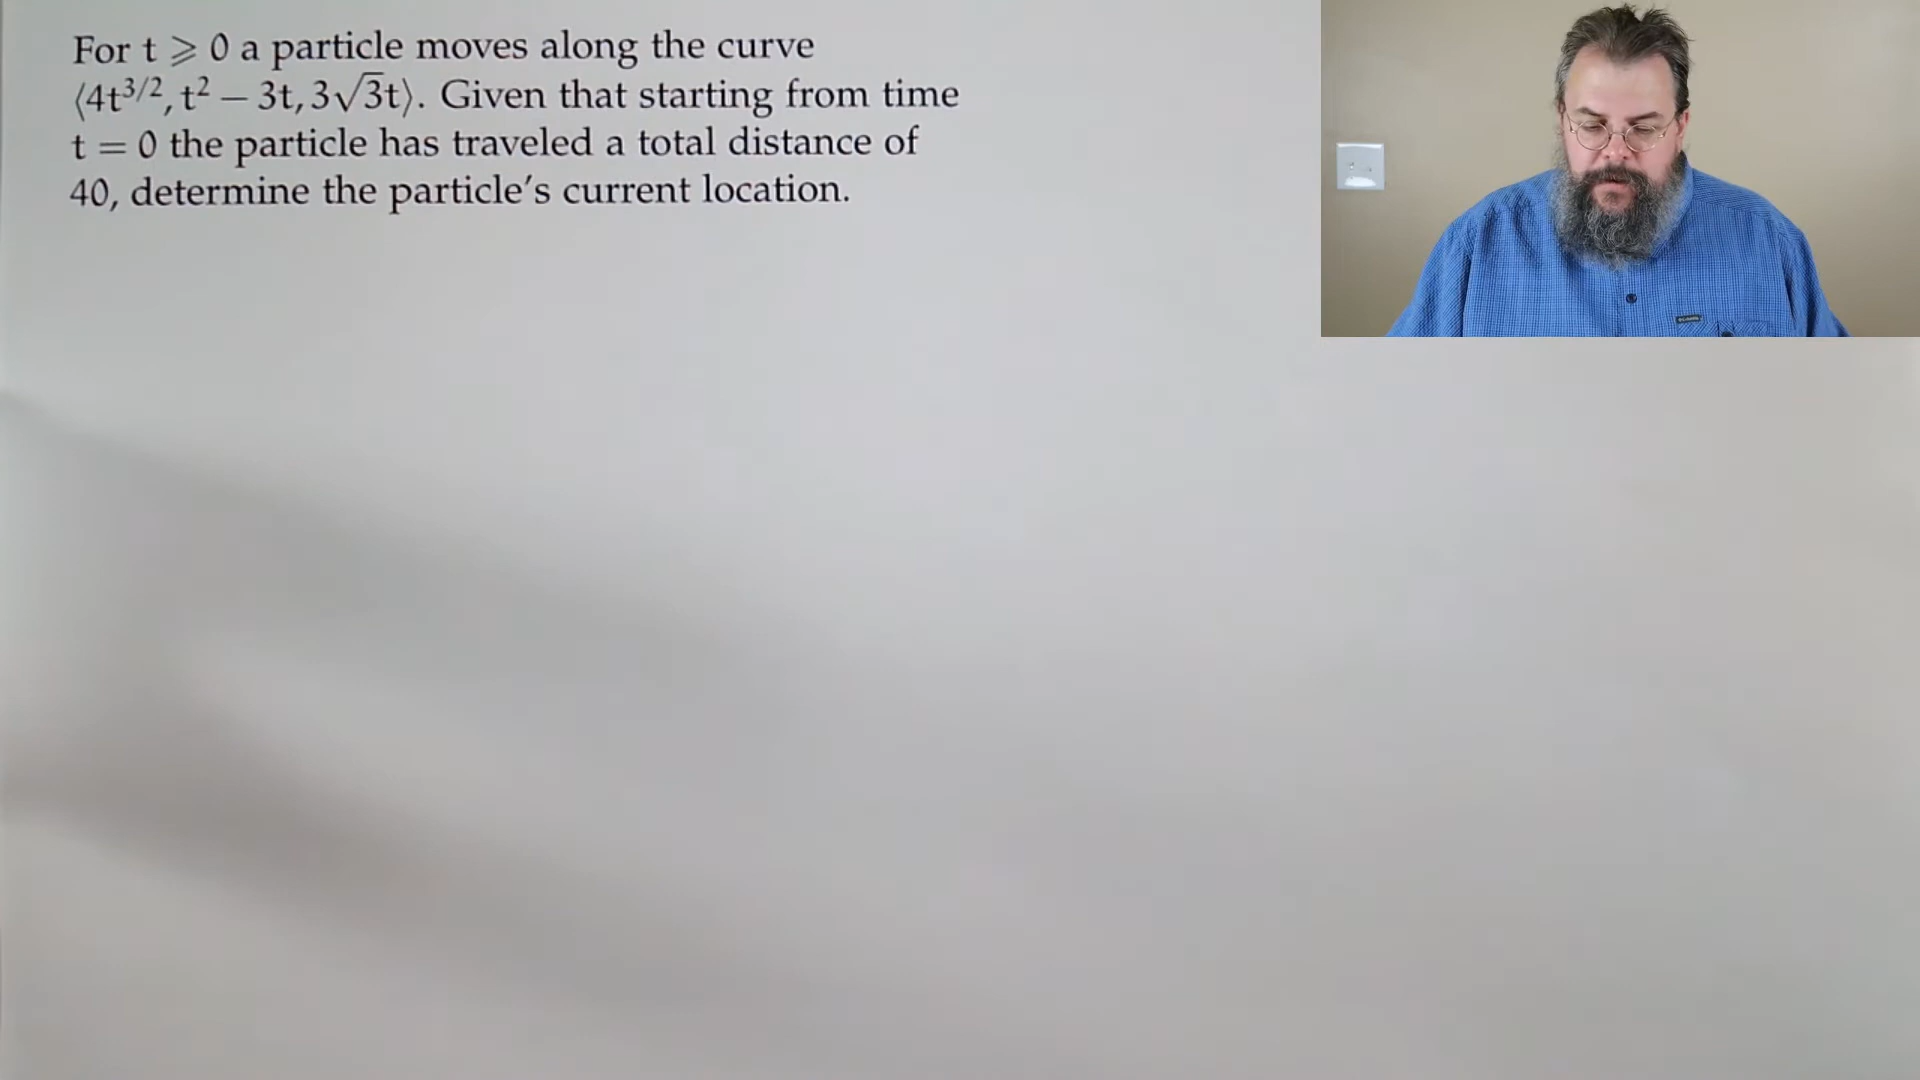 For t ⩾ 0 a particle moves along the curve
⟨4t^{3/2}, t² − 3t, 3√3t⟩. Given that starting from time
t = 0 the particle has traveled a total distance of
40, determine the particle's current location.